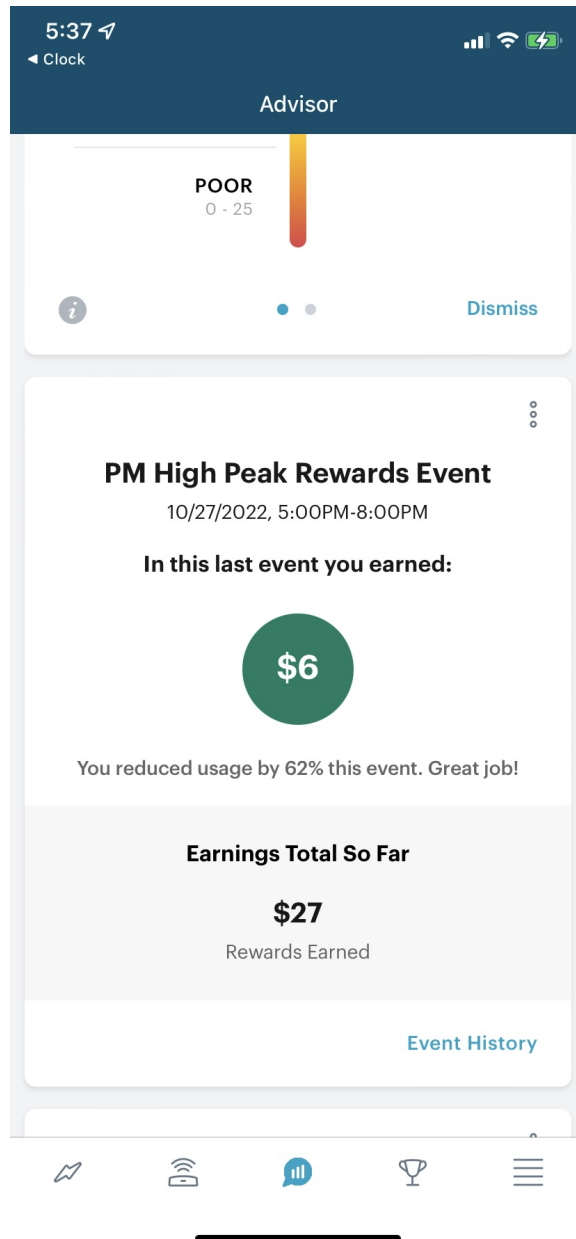 5:37
◀ Clock
Advisor
POOR
0 - 25
i
Dismiss
PM High Peak Rewards Event
10/27/2022, 5:00PM-8:00PM
In this last event you earned:
$6
You reduced usage by 62% this event. Great job!
Earnings Total So Far
$27
Rewards Earned
Event History